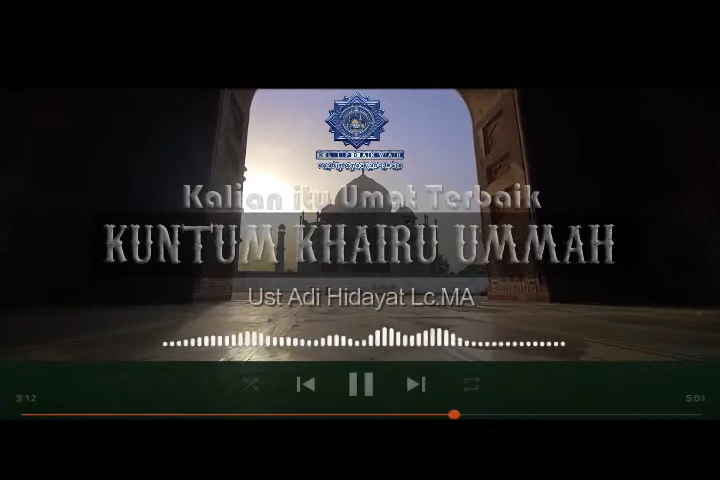 Kalian itu Umat Terbaik
KUNTUM KHAIRU UMMAH
Ust Adi Hidayat Lc.MA
3:12
5:01